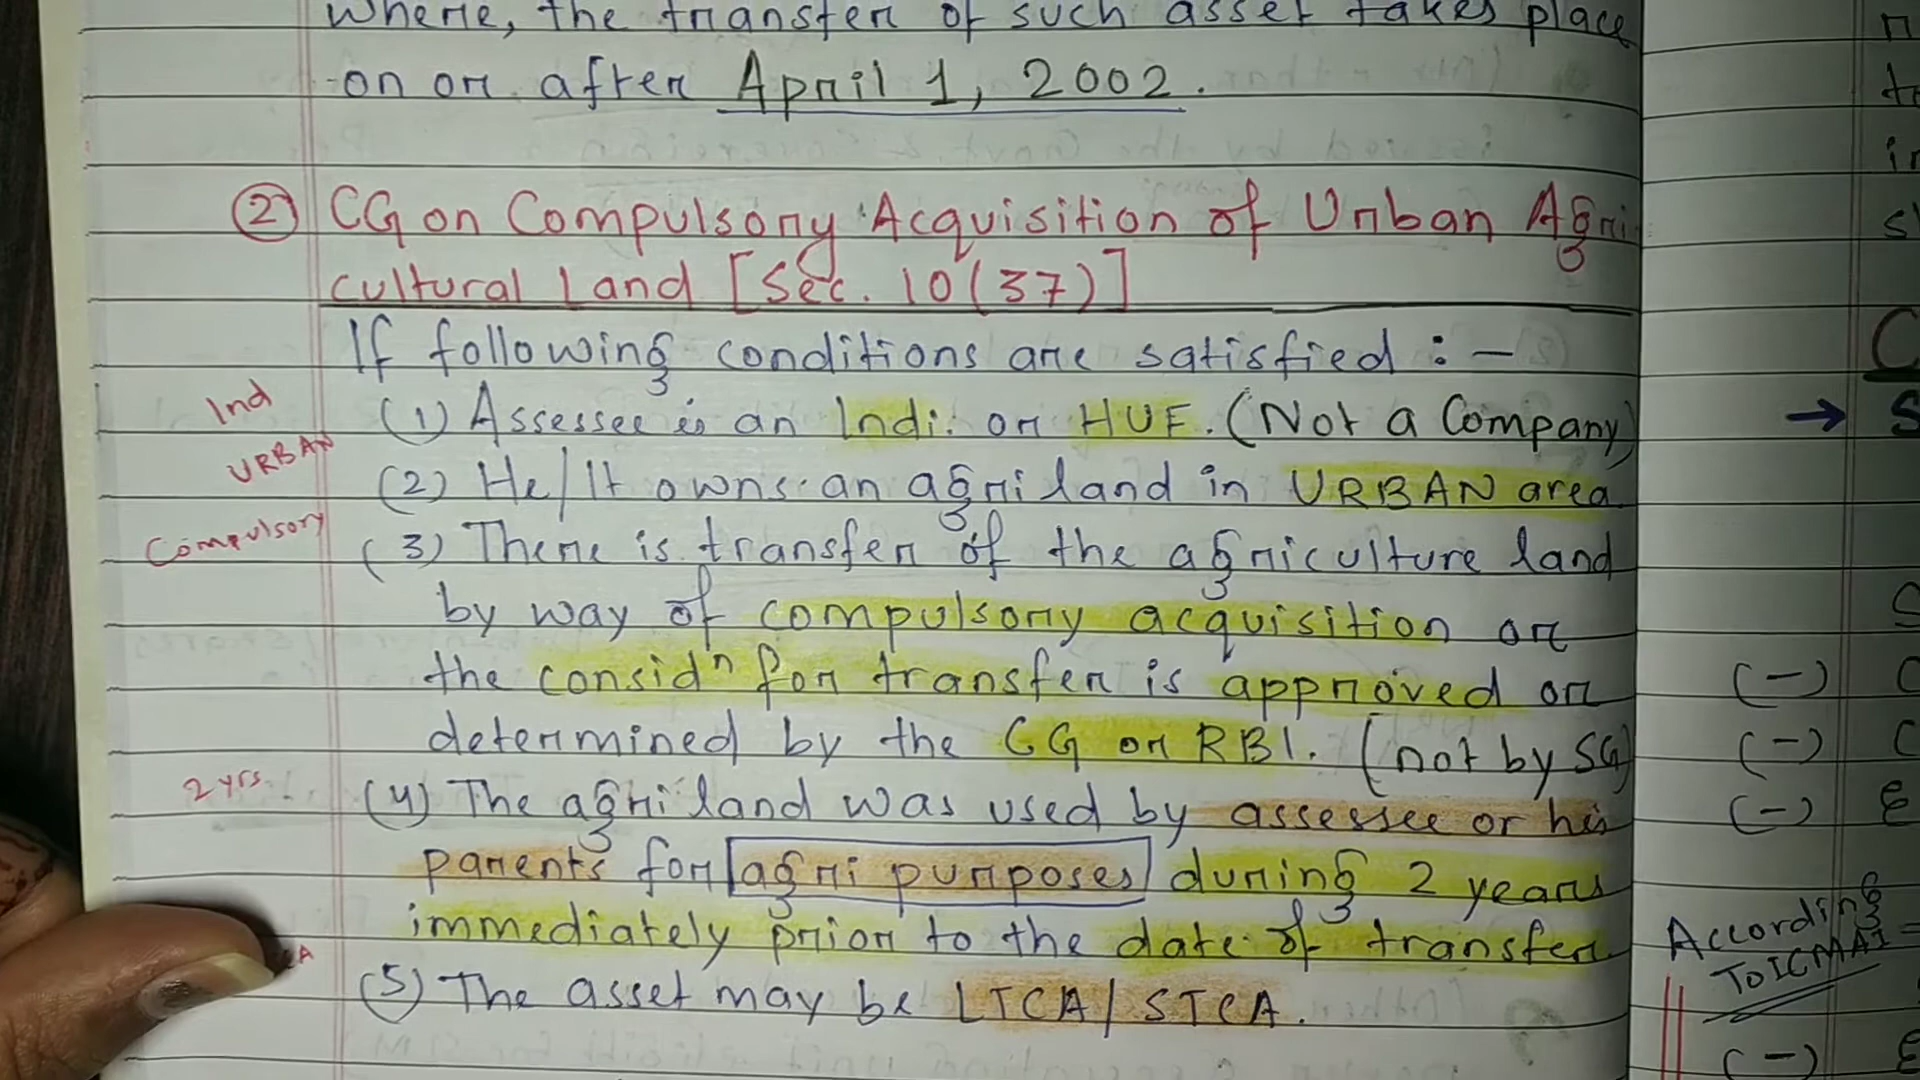 where, the transfer of such asset takes place
on or after April 1, 2002.
② CG on Compulsory Acquisition of Urban Agri
cultural Land [Sec. 10(37)]
If following conditions are satisfied :-
Ind
(1) Assessee is an Indi. or HUF. (Not a Company)
URBAN
(2) He/It owns an agri land in URBAN area
Compulsory
(3) There is transfer of the agriculture land
by way of compulsory acquisition or
the considⁿ for transfer is approved or
determined by the CG or RBI. (not by SG)
2 yrs.
(4) The agri land was used by assessee or his
parents for agri purposes during 2 years
immediately prior to the date of transfer
(5) The asset may be LTCA/STCA.
→ S
(-) C
(-) C
(-) E
According
To ICMAI
(-) E